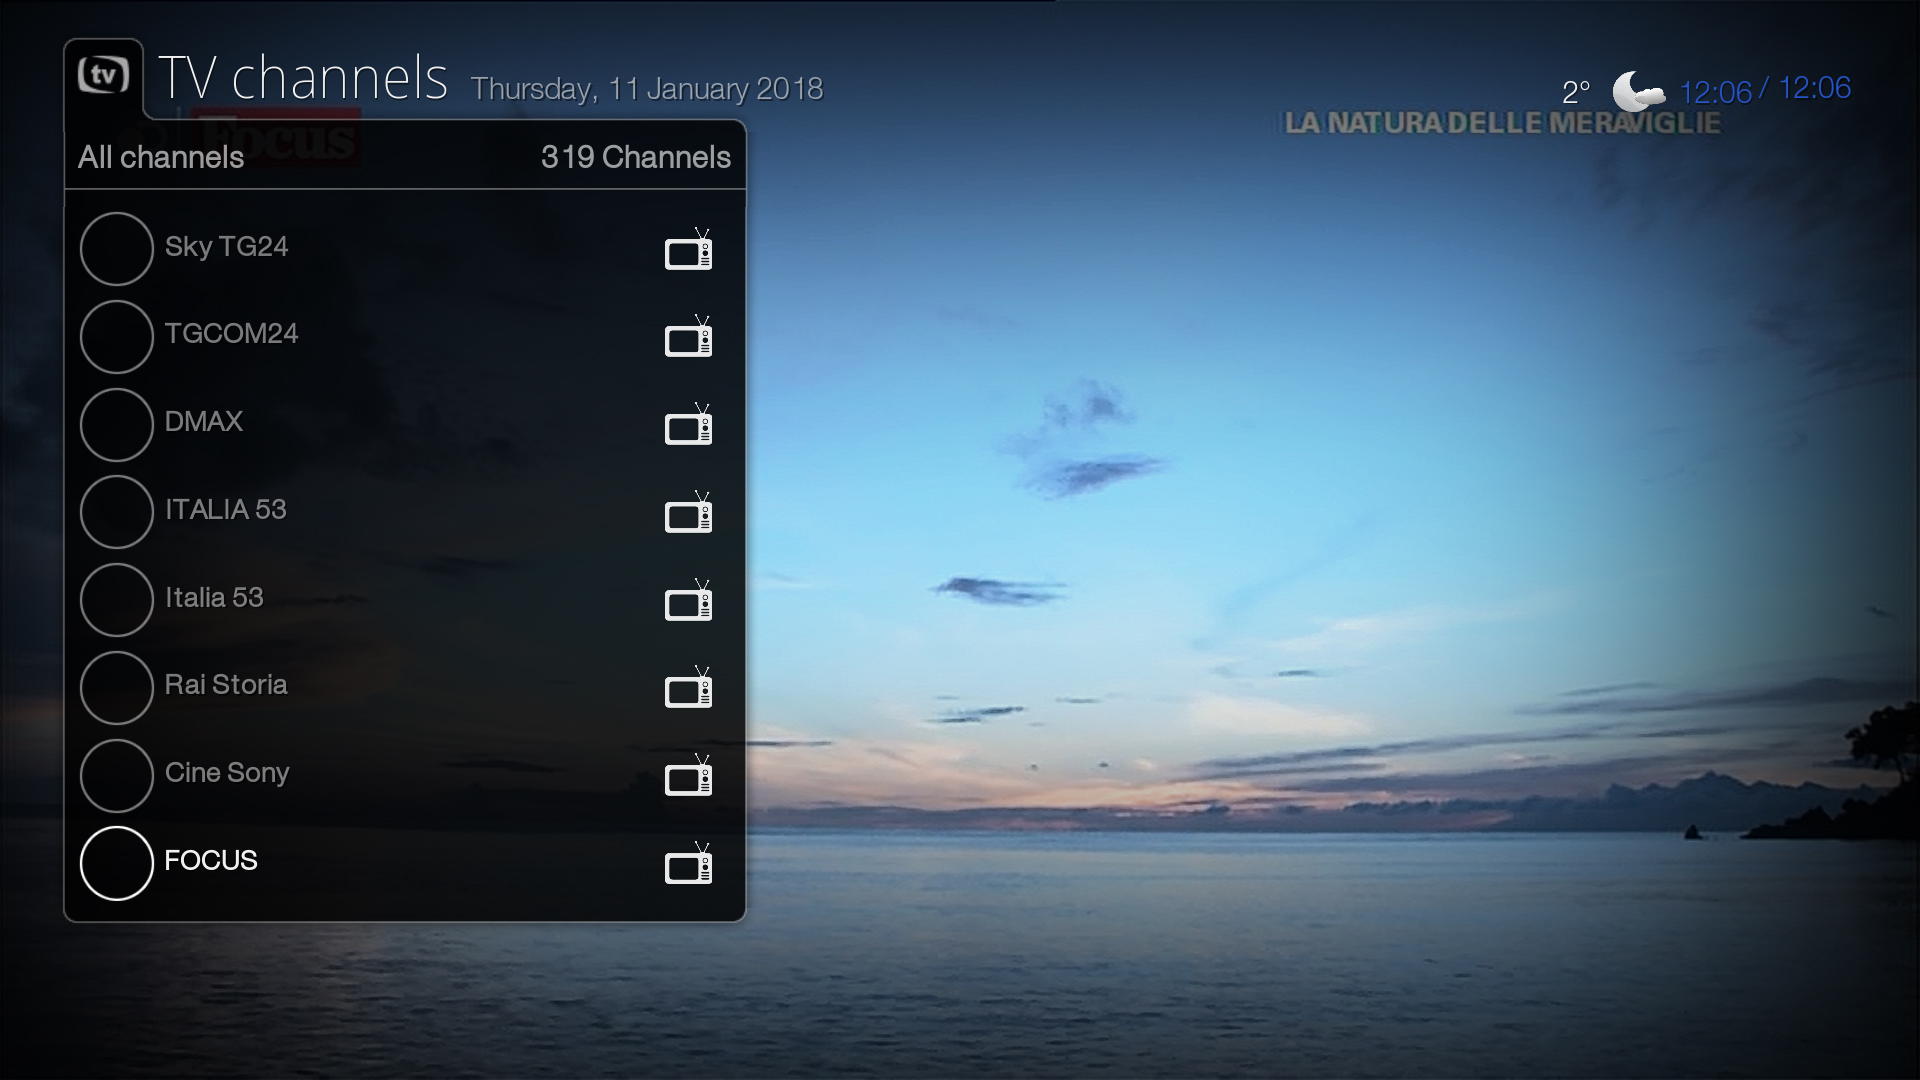 tv TV channels Thursday, 11 January 2018
2° 12:06 / 12:06
Focus
LA NATURA DELLE MERAVIGLIE
All channels 319 Channels
Sky TG24
TGCOM24
DMAX
ITALIA 53
Italia 53
Rai Storia
Cine Sony
FOCUS